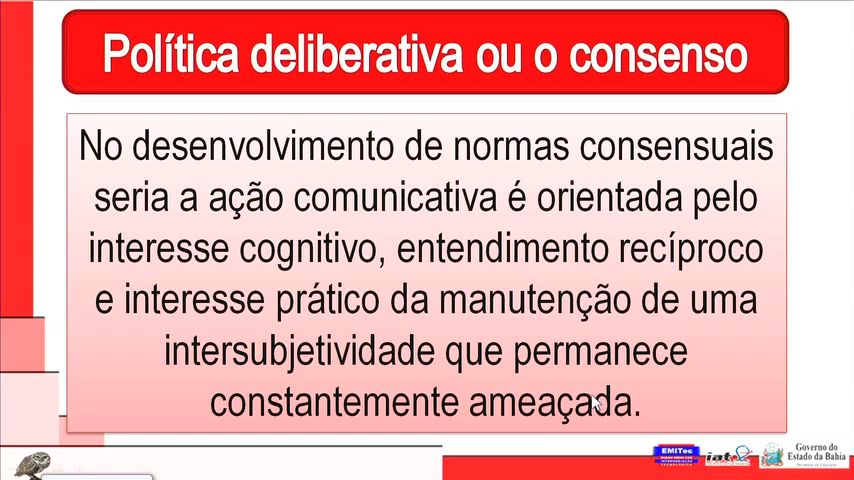 Política deliberativa ou o consenso
No desenvolvimento de normas consensuais
seria a ação comunicativa é orientada pelo
interesse cognitivo, entendimento recíproco
e interesse prático da manutenção de uma
intersubjetividade que permanece
constantemente ameaçada.
EMITec
iat
Governo do
Estado da Bahia